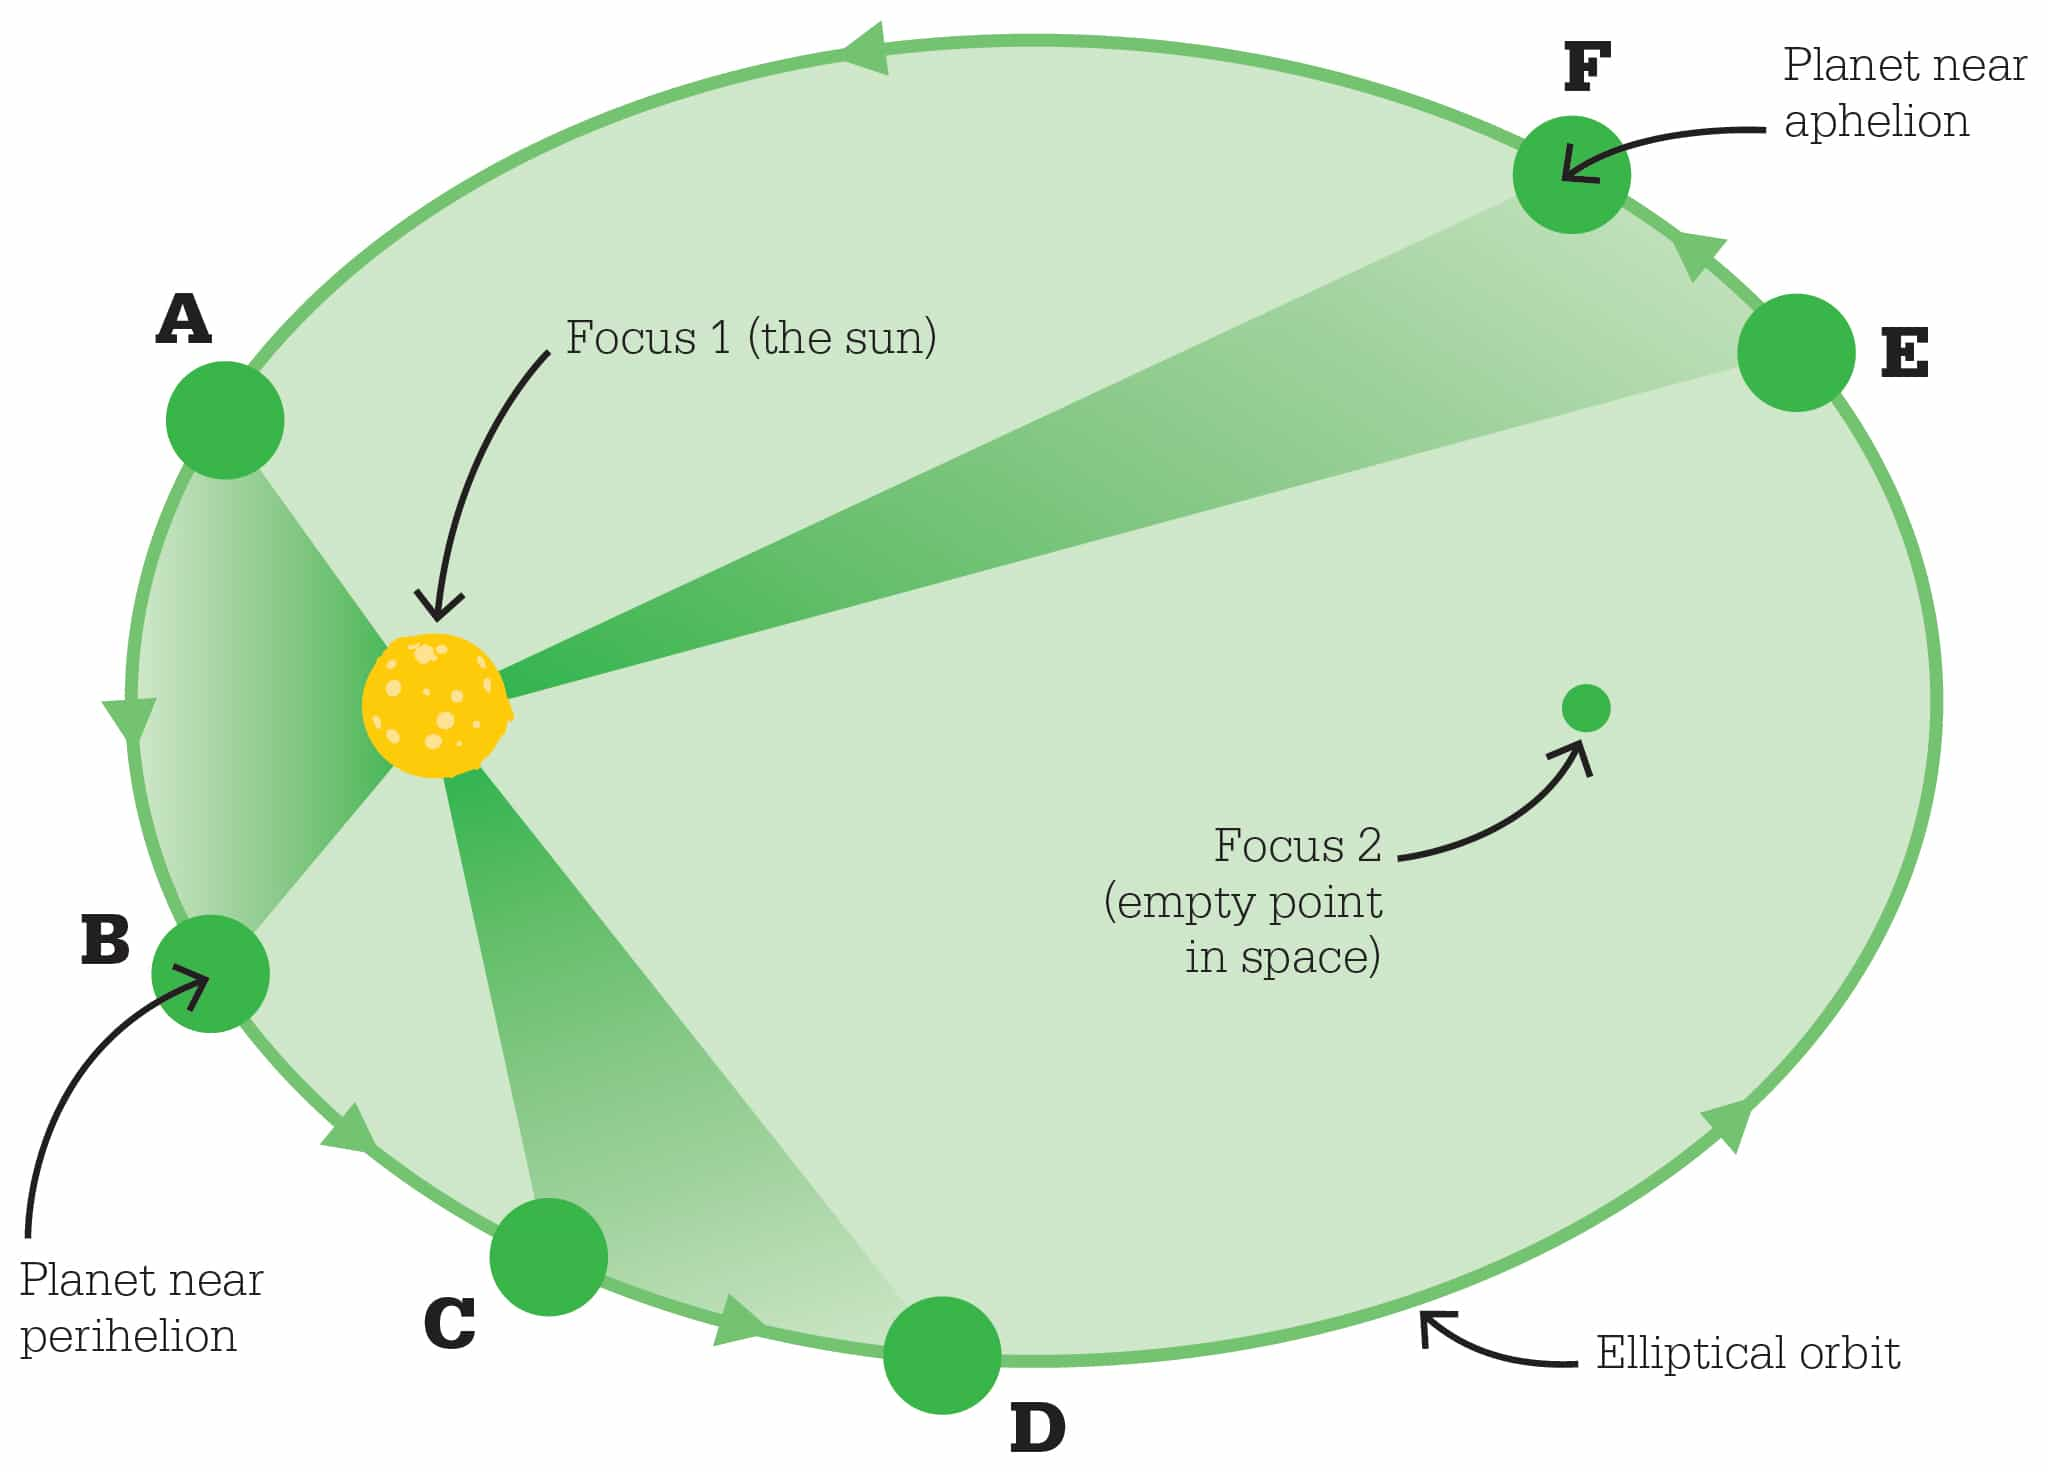 F
Planet near
aphelion
A
Focus 1 (the sun)
E
Focus 2
(empty point
in space)
B
Planet near
perihelion
C
Elliptical orbit
D